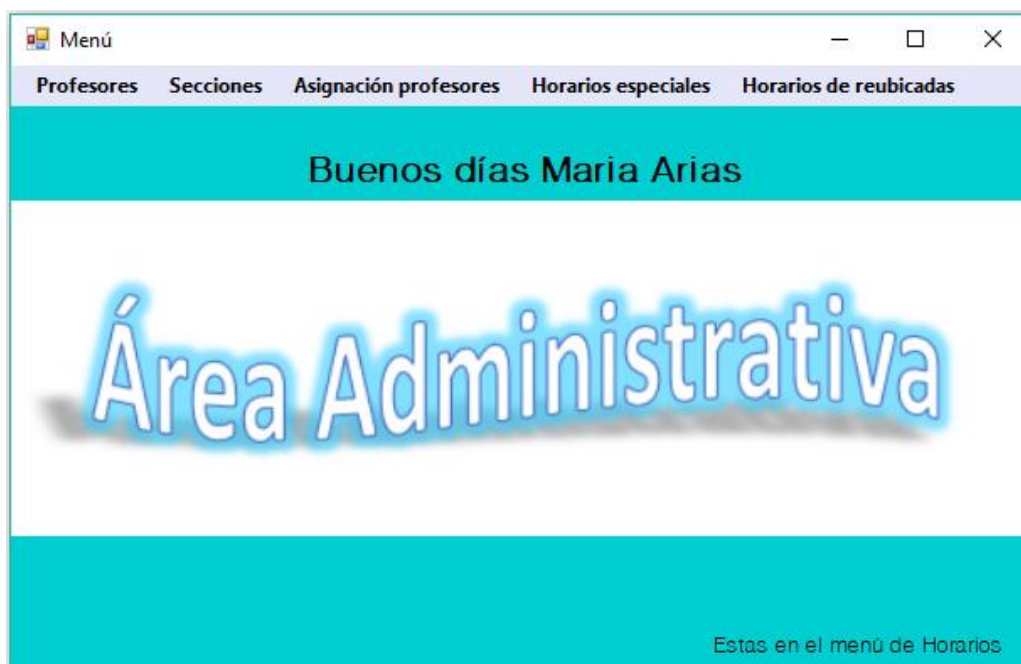 Menú
Profesores Secciones Asignación profesores Horarios especiales Horarios de reubicadas
Buenos días Maria Arias
Área Administrativa
Estas en el menú de Horarios